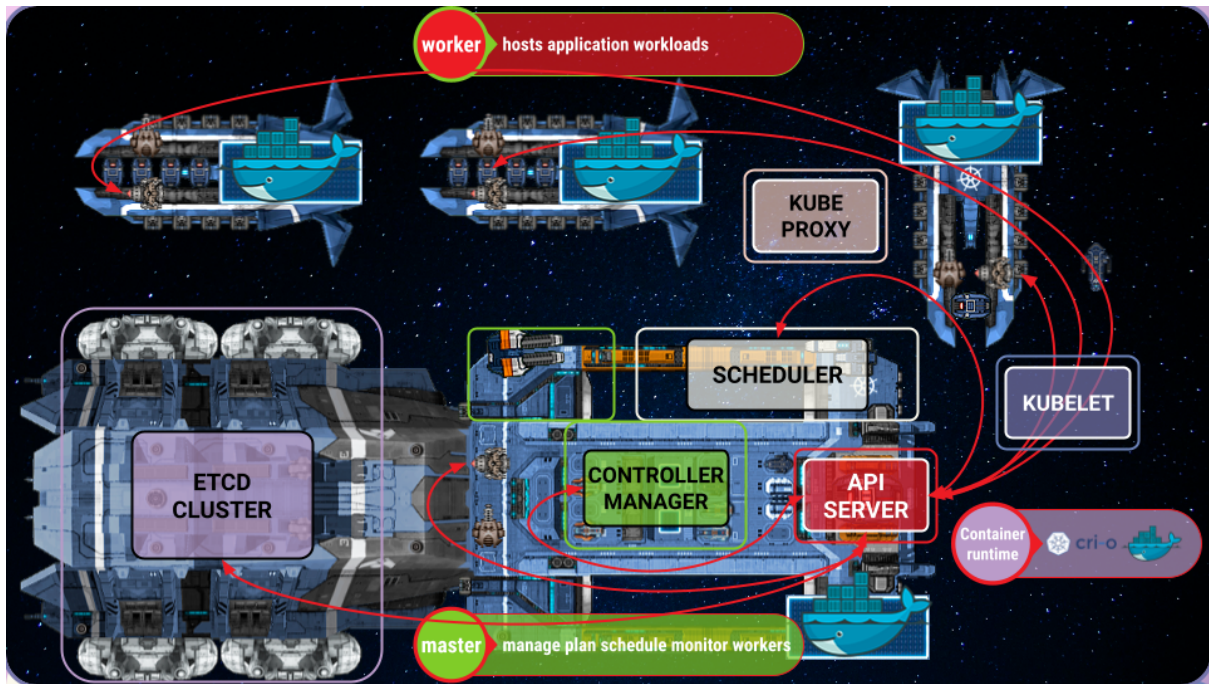 worker
hosts application workloads
KUBE
PROXY
SCHEDULER
KUBELET
ETCD
CLUSTER
CONTROLLER
MANAGER
API
SERVER
Container
runtime
cri-o
master
manage plan schedule monitor workers